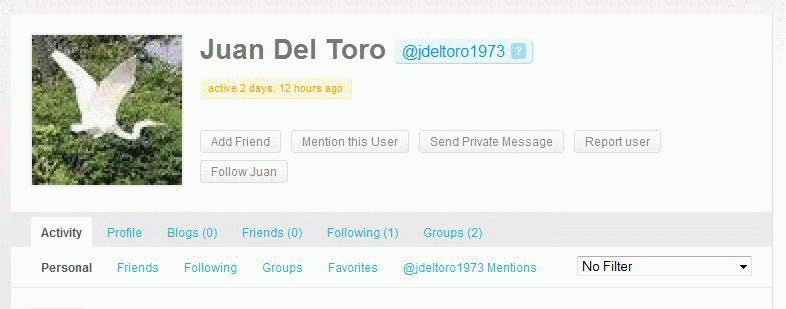 Juan Del Toro @jdeltoro1973 ?
active 2 days, 12 hours ago
Add Friend Mention this User Send Private Message Report user
Follow Juan
Activity Profile Blogs (0) Friends (0) Following (1) Groups (2)
Personal Friends Following Groups Favorites @jdeltoro1973 Mentions No Filter